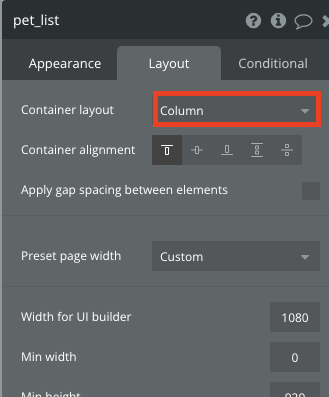 pet_list
Appearance
Layout
Conditional
Container layout
Column
Container alignment
Apply gap spacing between elements
Preset page width
Custom
Width for UI builder
1080
Min width
0
Min height